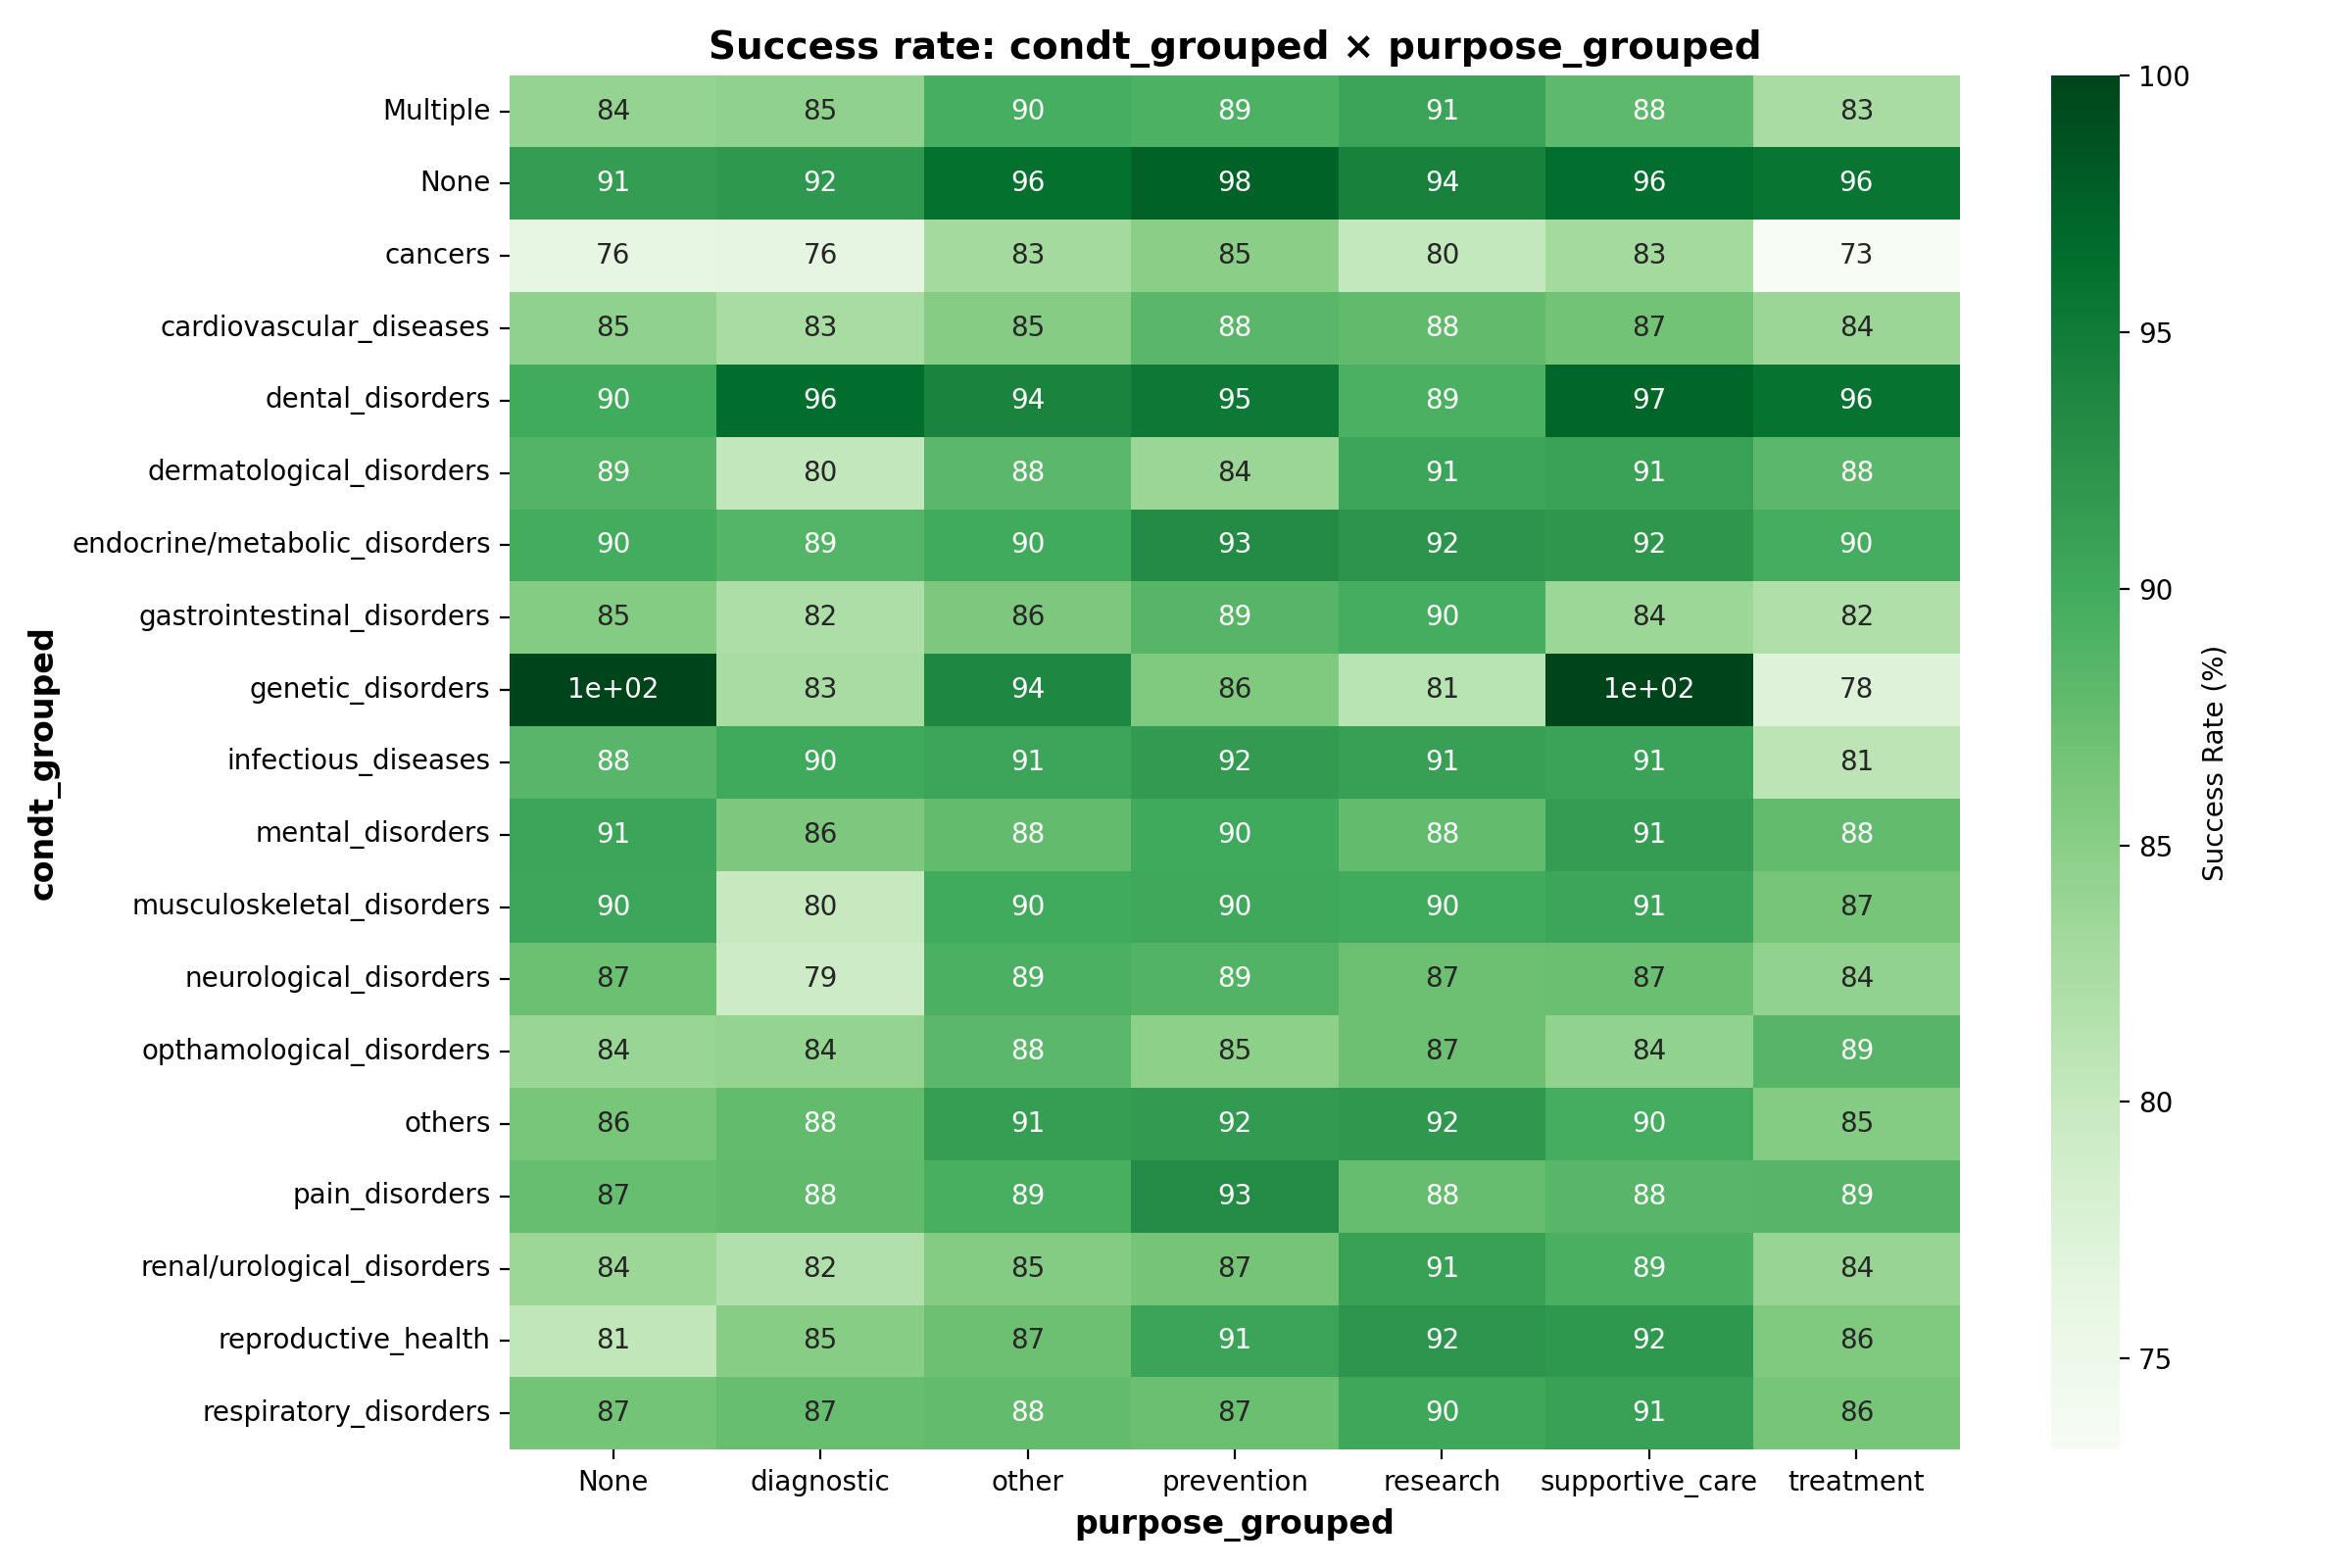 Success rate: condt_grouped × purpose_grouped
Multiple 84 85 90 89 91 88 83
None 91 92 96 98 94 96 96
cancers 76 76 83 85 80 83 73
cardiovascular_diseases 85 83 85 88 88 87 84
dental_disorders 90 96 94 95 89 97 96
dermatological_disorders 89 80 88 84 91 91 88
endocrine/metabolic_disorders 90 89 90 93 92 92 90
gastrointestinal_disorders 85 82 86 89 90 84 82
genetic_disorders 1e+02 83 94 86 81 1e+02 78
infectious_diseases 88 90 91 92 91 91 81
mental_disorders 91 86 88 90 88 91 88
musculoskeletal_disorders 90 80 90 90 90 91 87
neurological_disorders 87 79 89 89 87 87 84
opthamological_disorders 84 84 88 85 87 84 89
others 86 88 91 92 92 90 85
pain_disorders 87 88 89 93 88 88 89
renal/urological_disorders 84 82 85 87 91 89 84
reproductive_health 81 85 87 91 92 92 86
respiratory_disorders 87 87 88 87 90 91 86
None diagnostic other prevention research supportive_care treatment
purpose_grouped
condt_grouped
100
95
90
85
80
75
Success Rate (%)